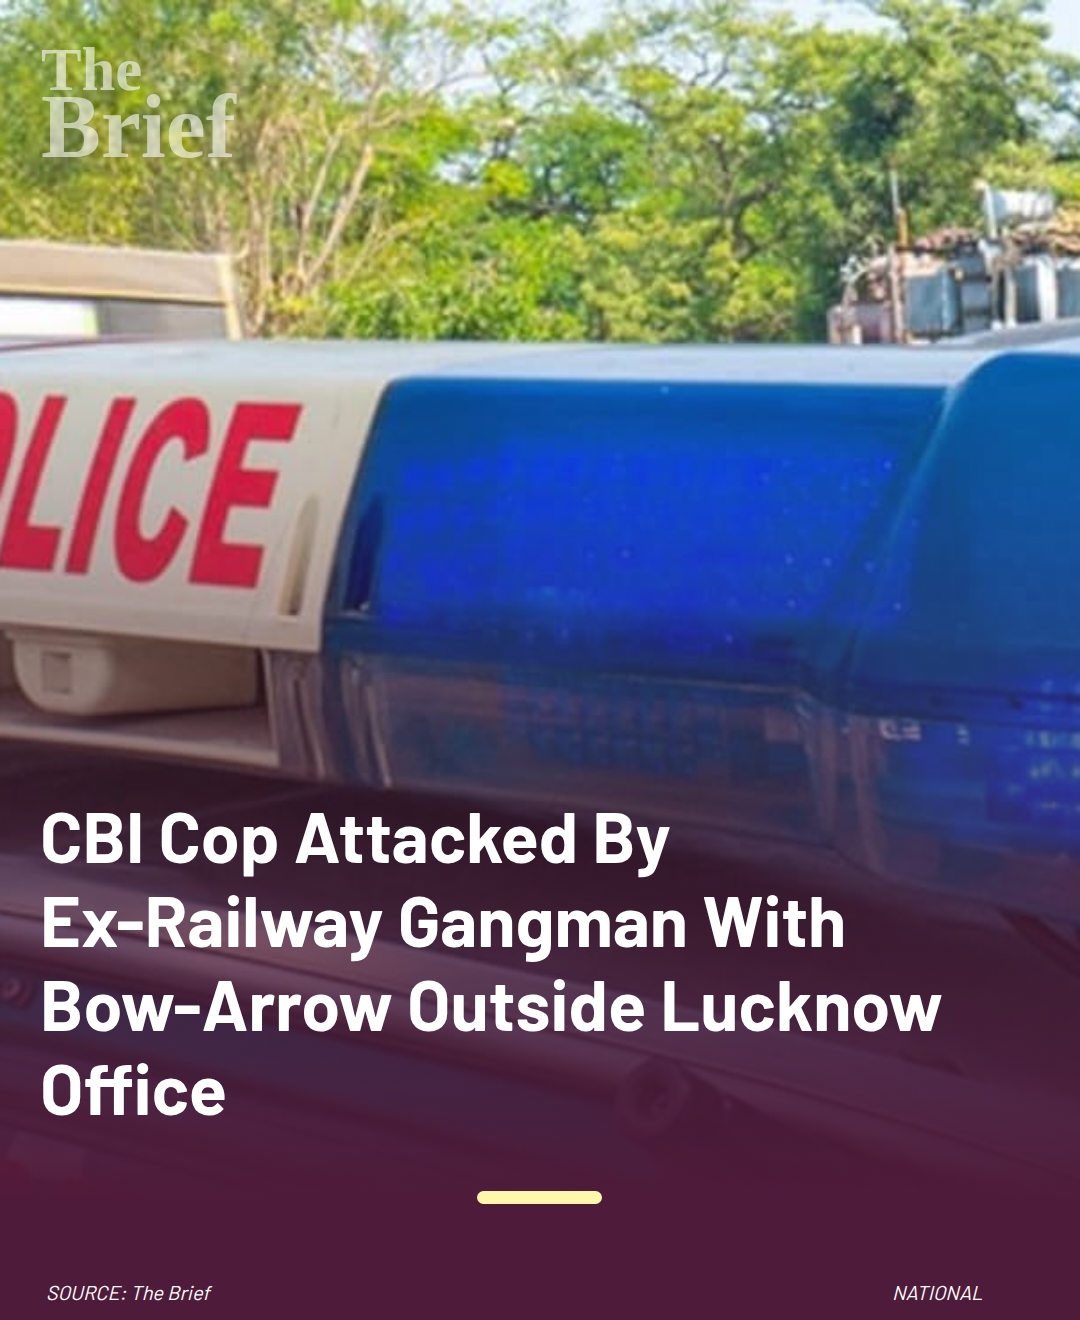 The
Brief
OLICE
CBI Cop Attacked By
Ex-Railway Gangman With
Bow-Arrow Outside Lucknow
Office
SOURCE: The Brief
NATIONAL